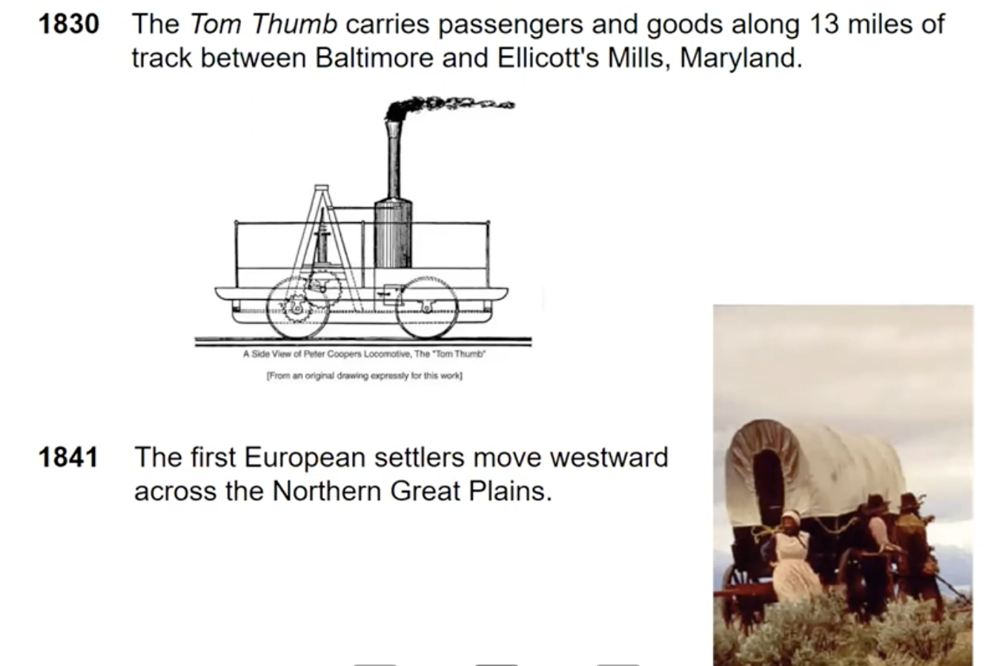 1830 The Tom Thumb carries passengers and goods along 13 miles of
track between Baltimore and Ellicott's Mills, Maryland.
A Side View of Peter Coopers Locomotive, The "Tom Thumb"
[From an original drawing expressly for this work]
1841 The first European settlers move westward
across the Northern Great Plains.